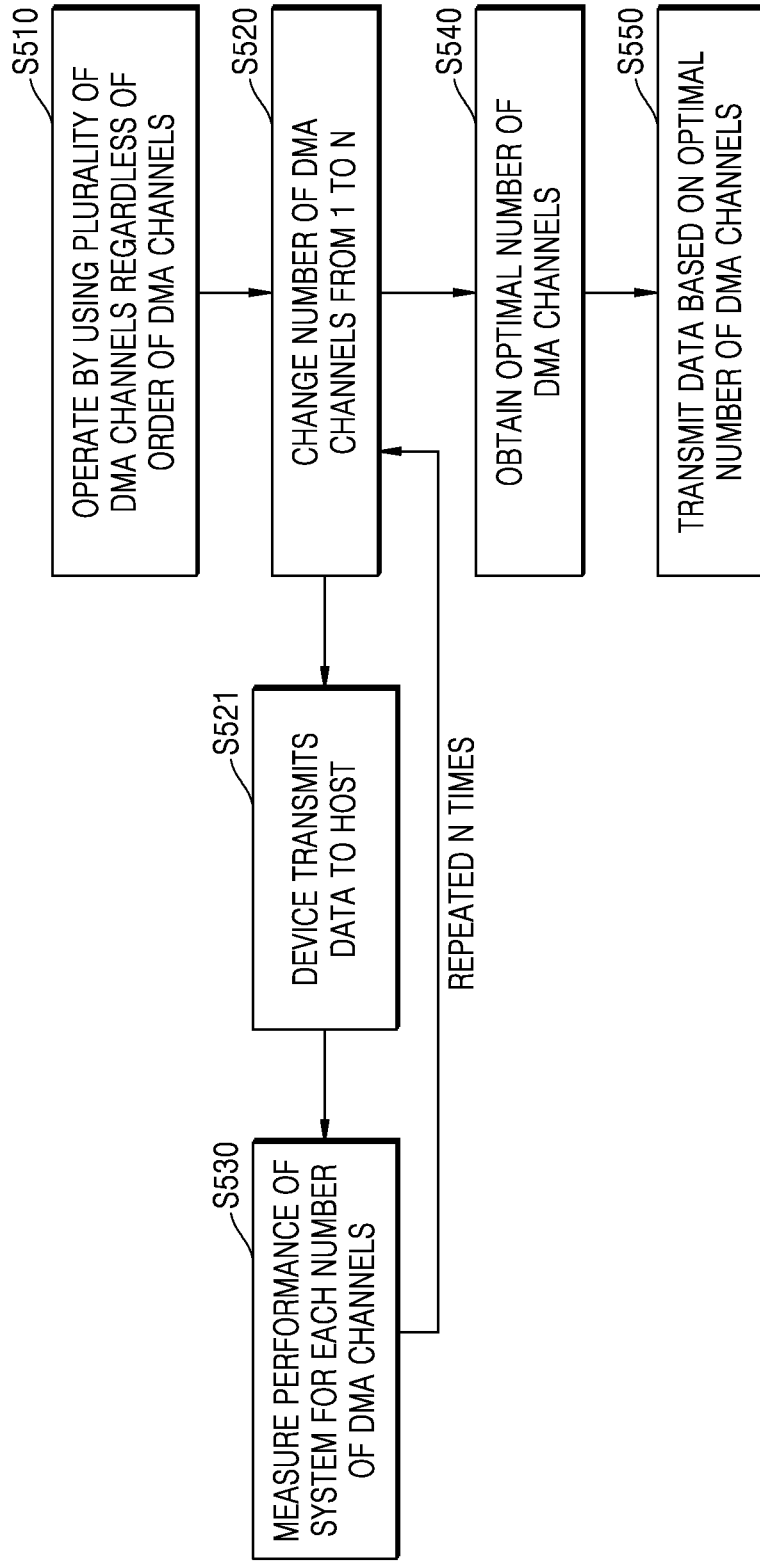 S510
OPERATE BY USING PLURALITY OF
DMA CHANNELS REGARDLESS OF
ORDER OF DMA CHANNELS
S520
CHANGE NUMBER OF DMA
CHANNELS FROM 1 TO N
S521
DEVICE TRANSMITS
DATA TO HOST
S530
MEASURE PERFORMANCE OF
SYSTEM FOR EACH NUMBER
OF DMA CHANNELS
REPEATED N TIMES
S540
OBTAIN OPTIMAL NUMBER OF
DMA CHANNELS
S550
TRANSMIT DATA BASED ON OPTIMAL
NUMBER OF DMA CHANNELS